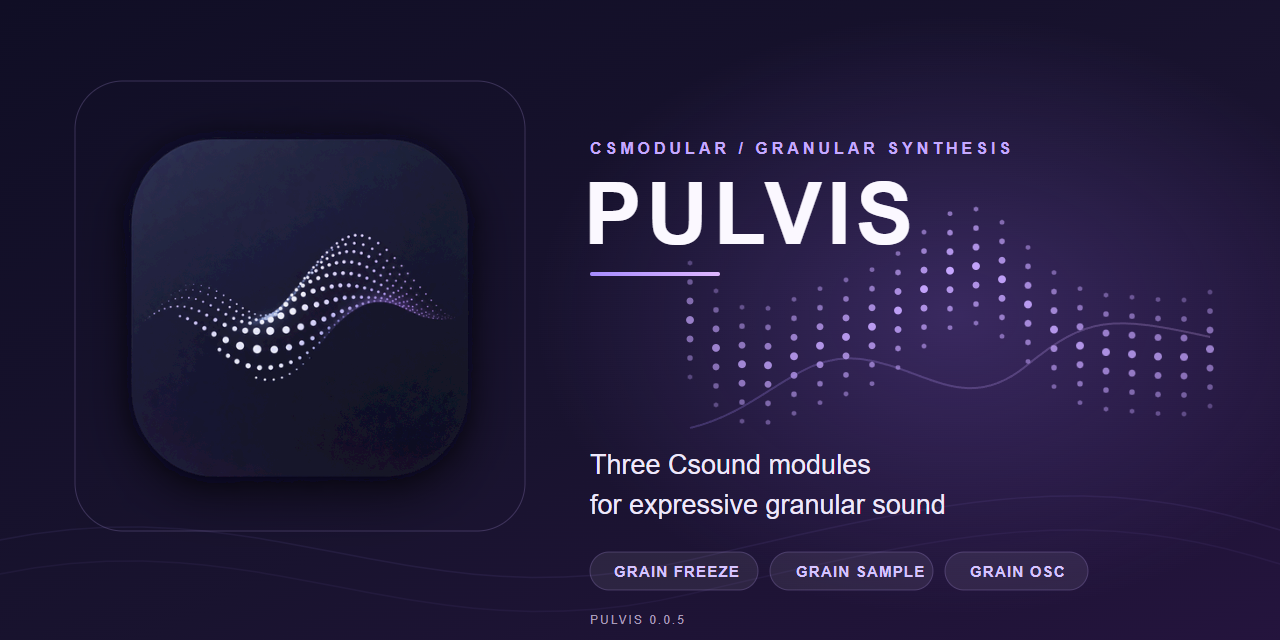 CSMODULAR / GRANULAR SYNTHESIS
PULVIS
Three Csound modules
for expressive granular sound
GRAIN FREEZE
GRAIN SAMPLE
GRAIN OSC
PULVIS 0.0.5